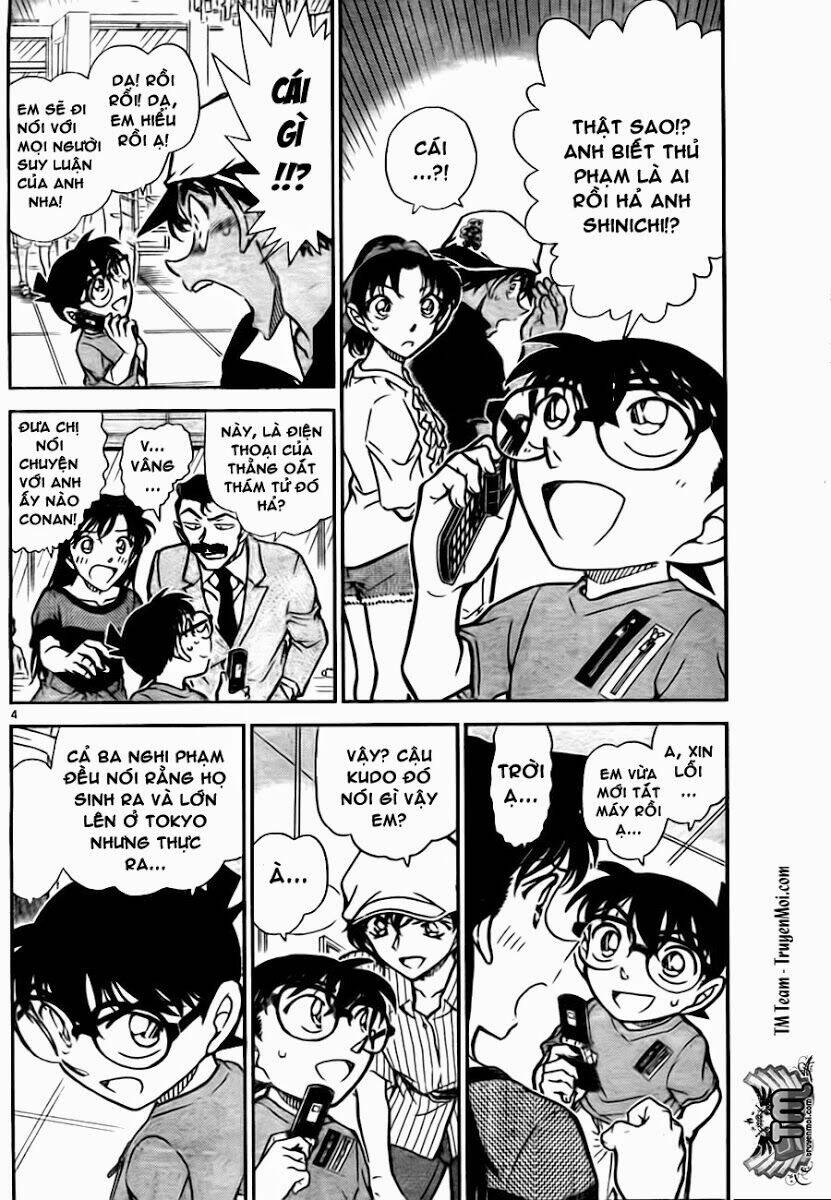 THẬT SAO!?
ANH BIẾT THỦ
PHẠM LÀ AI
RỒI HẢ ANH
SHINICHI!?
CÁI
...?!
CÁI
GÌ
!!?
DẠ! RỒI
RỒI! DẠ,
EM HIỂU
RỒI Ạ!
EM SẼ ĐI
NÓI VỚI
MỌI NGƯỜI
SUY LUẬN
CỦA ANH
NHA!
NÀY, LÀ ĐIỆN
THOẠI CỦA
THẰNG OẮT
THÁM TỬ ĐÓ
HẢ?
V...
VÂNG
...
ĐƯA CHỊ
NÓI
CHUYỆN
VỚI ANH
ẤY NÀO
CONAN!
4
A, XIN
LỖI
...
EM VỪA
MỚI TẮT
MÁY RỒI
Ạ...
TRỜI
Ạ...
VẬY? CẬU
KUDO ĐÓ
NÓI GÌ VẬY
EM?
À...
CẢ BA NGHI PHẠM
ĐỀU NÓI RẰNG HỌ
SINH RA VÀ LỚN
LÊN Ở TOKYO
NHƯNG THỰC
RA...
TM Team - TruyenMoi.com
TM
truyenmoi.com